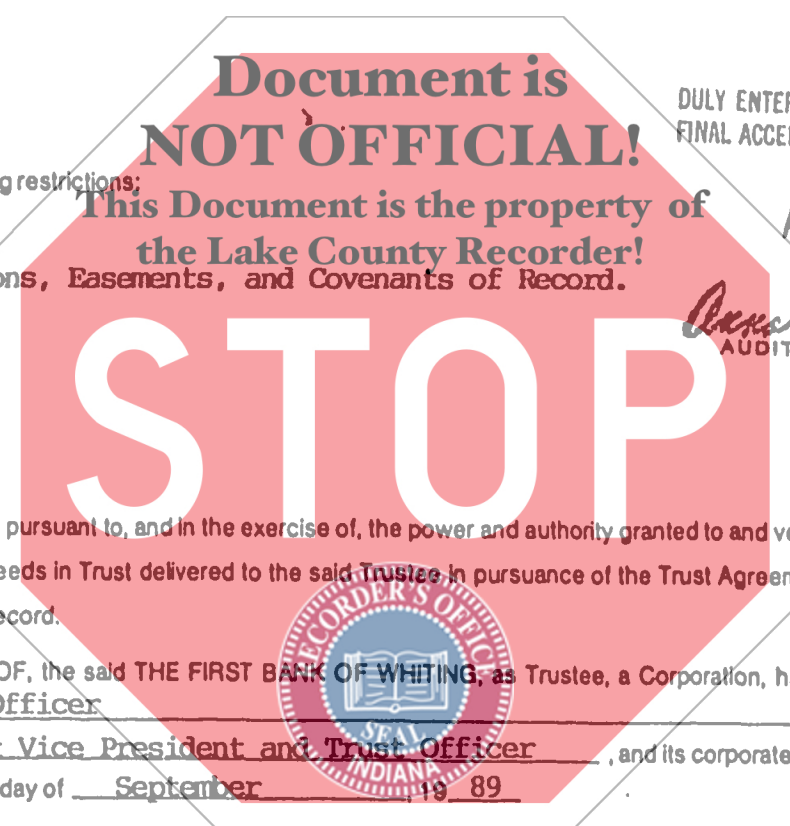 Document is
NOT OFFICIAL!
DULY ENTER
FINAL ACCE
g restrictions:
This Document is the property of
the Lake County Recorder!
ns, Easements, and Covenants of Record.
AUDIT
STOP
pursuant to, and in the exercise of, the power and authority granted to and ve
eeds in Trust delivered to the said Trustee in pursuance of the Trust Agreem
ecord.
RECORDER'S OFFICE
OF, the said THE FIRST BANK OF WHITING, as Trustee, a Corporation, h
Officer
SEAL
Vice President and Trust Officer , and its corporate
INDIANA
day of September , 19 89